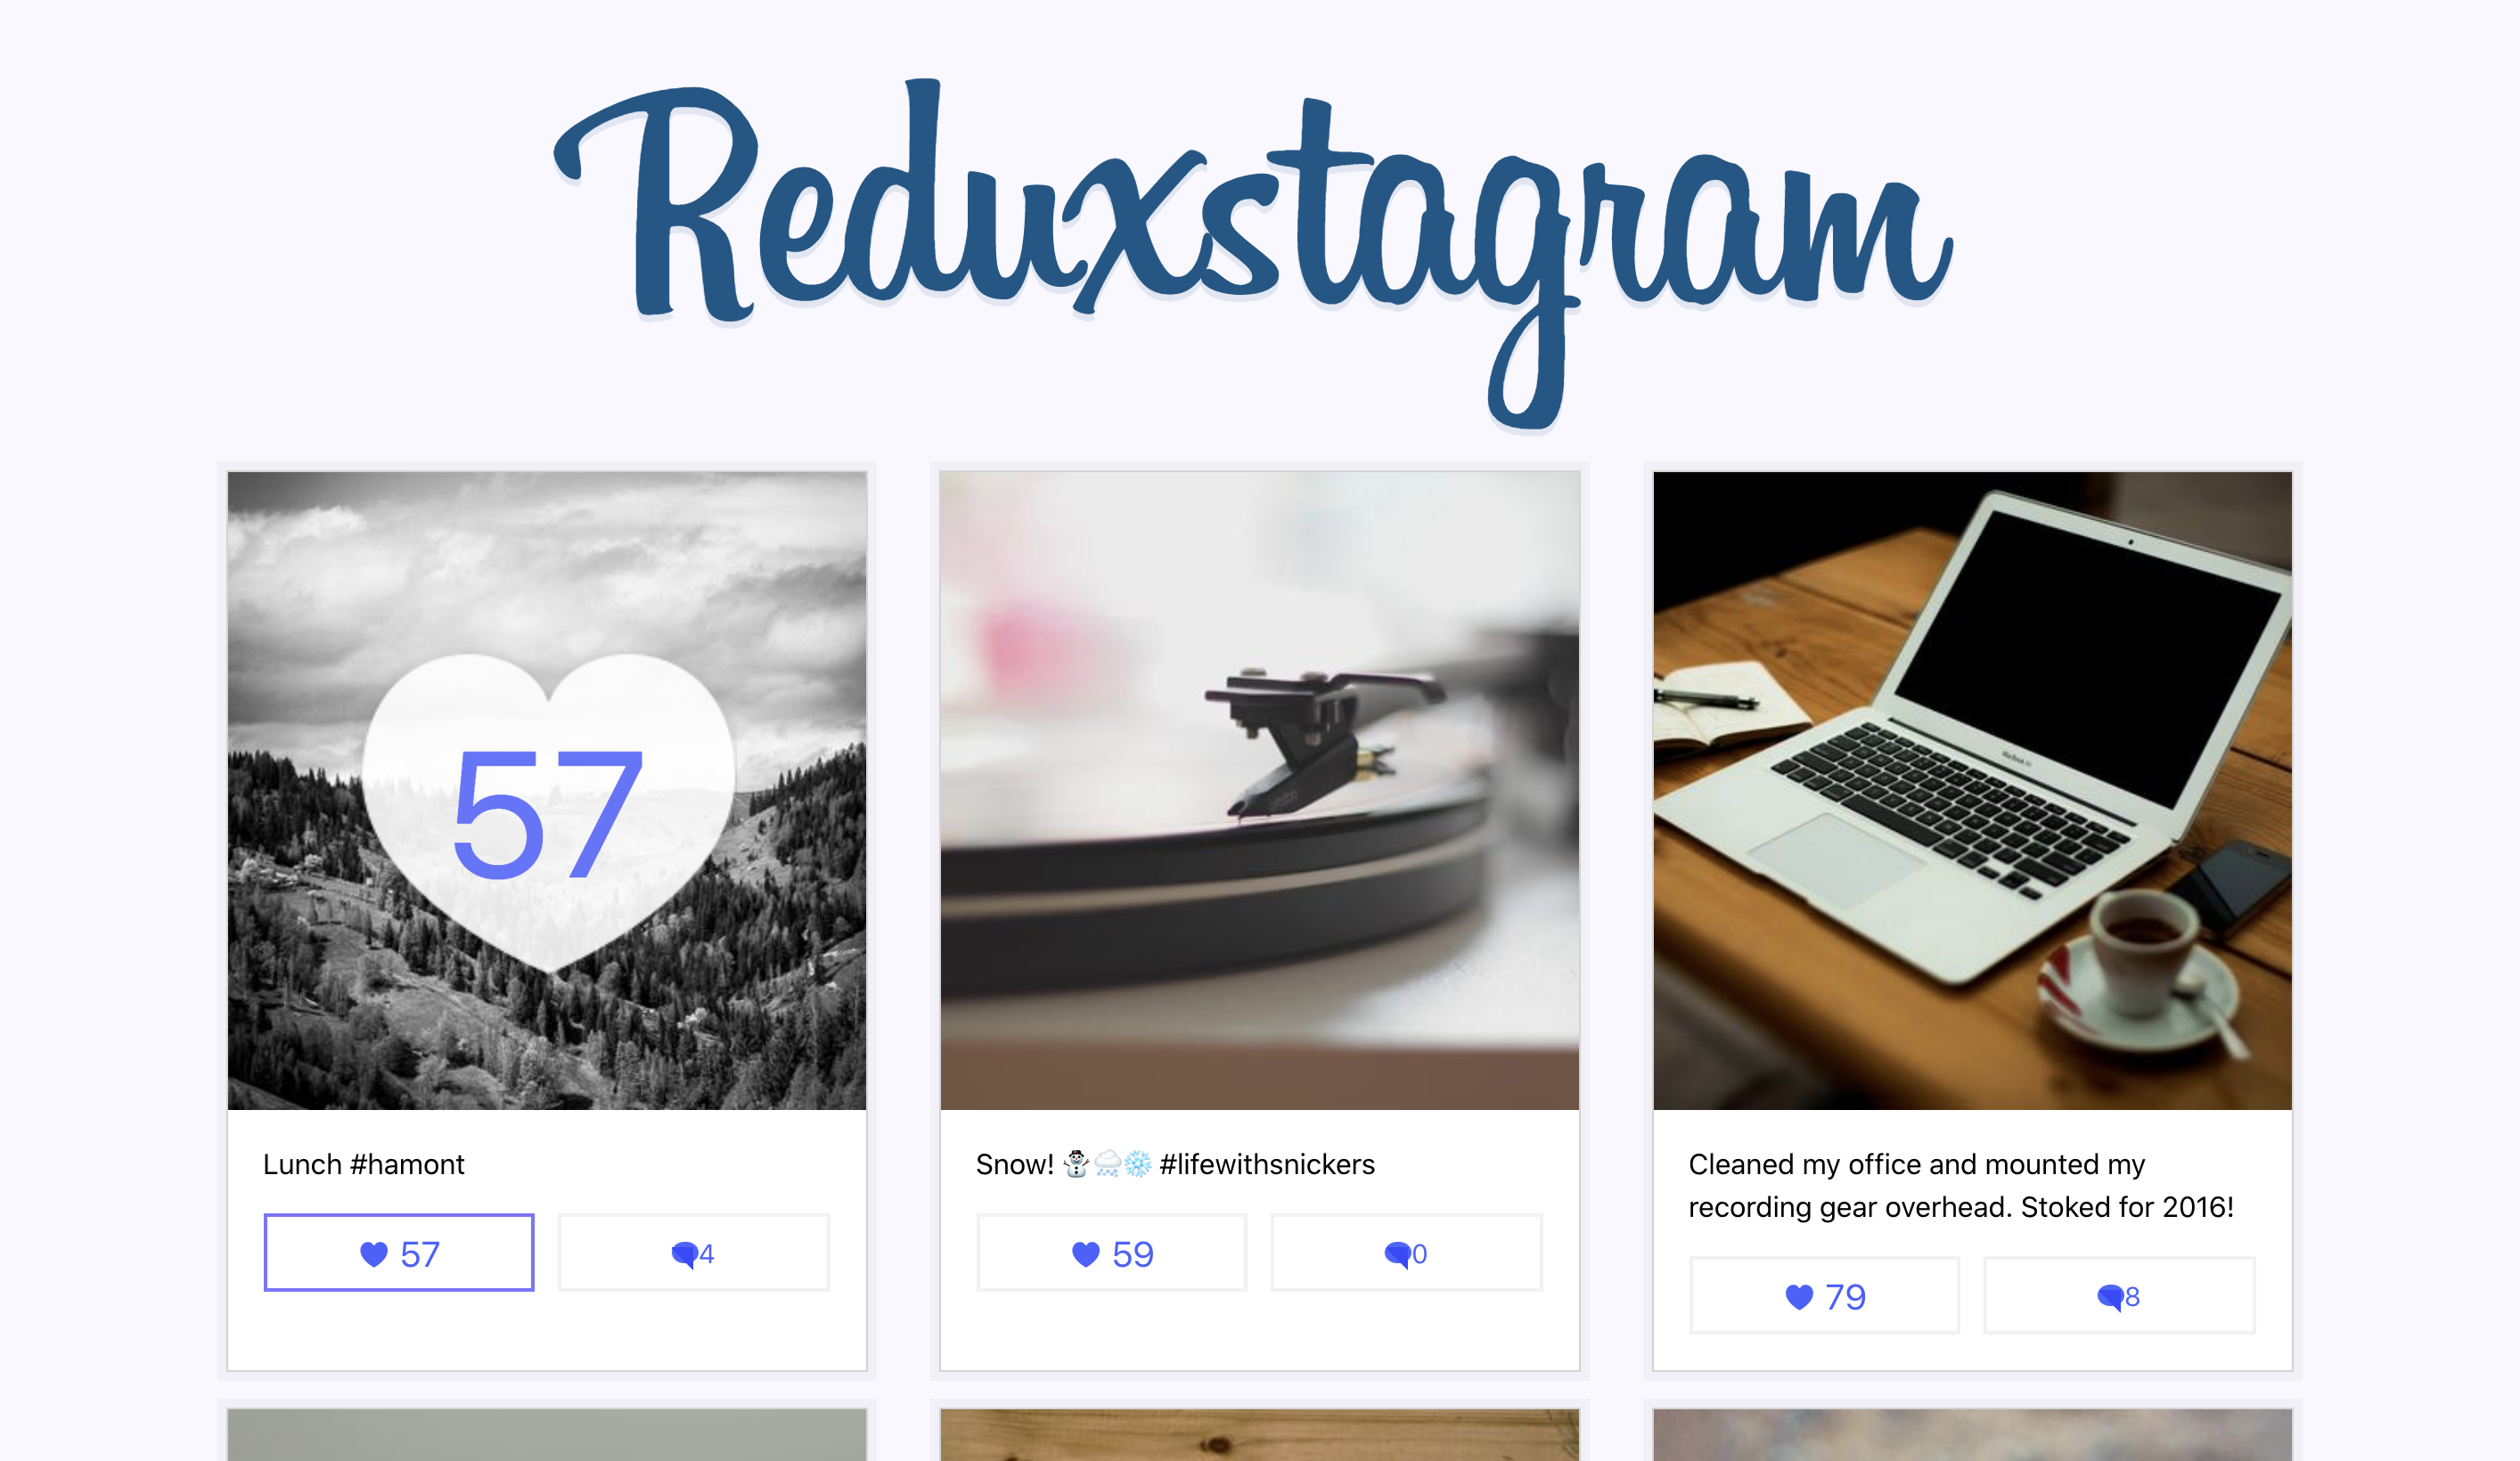 Reduxstagram
57
Lunch #hamont
57
4
Snow! ⛄🌨❄ #lifewithsnickers
59
0
Cleaned my office and mounted my
recording gear overhead. Stoked for 2016!
79
8